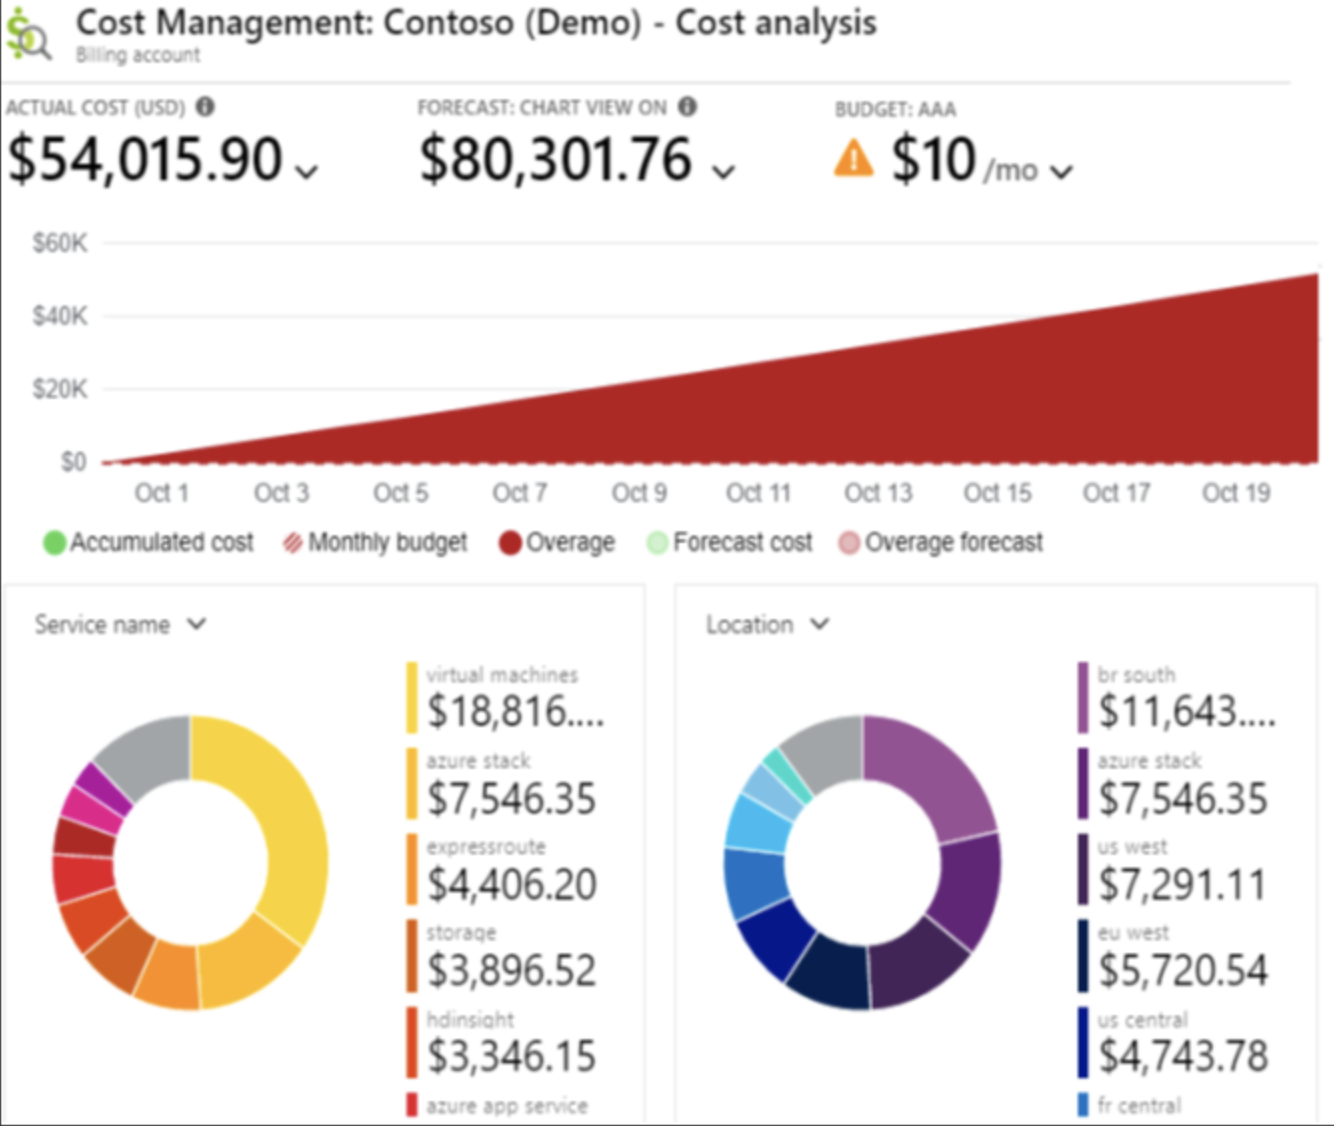 Cost Management: Contoso (Demo) - Cost analysis
Billing account
ACTUAL COST (USD)
FORECAST: CHART VIEW ON
BUDGET: AAA
$54,015.90
$80,301.76
$10 /mo
$60K
$40K
$20K
$0
Oct 1 Oct 3 Oct 5 Oct 7 Oct 9 Oct 11 Oct 13 Oct 15 Oct 17 Oct 19
Accumulated cost Monthly budget Overage Forecast cost Overage forecast
Service name
virtual machines
$18,816....
azure stack
$7,546.35
expressroute
$4,406.20
storage
$3,896.52
hdinsight
$3,346.15
azure app service
Location
br south
$11,643....
azure stack
$7,546.35
us west
$7,291.11
eu west
$5,720.54
us central
$4,743.78
fr central